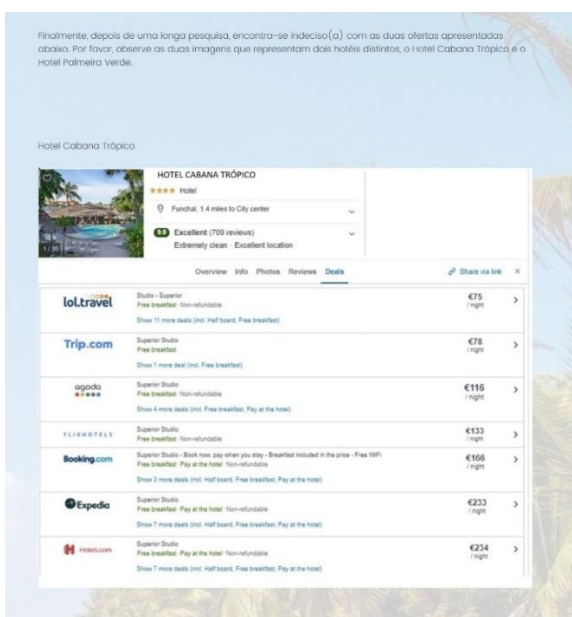 Finalmente, depois de uma longa pesquisa, encontra-se indeciso(a) com as duas ofertas apresentadas
abaixo. Por favor, observe as duas imagens que representam dois hotéis distintos, o Hotel Cabana Trópico e o
Hotel Palmeira Verde.
Hotel Cabana Trópico
HOTEL CABANA TRÓPICO
Hotel
Funchal, 1.4 miles to City center
Excellent (789 reviews)
Extremely clean · Excellent location
Overview Info Photos Reviews Deals Share via link ×
lol.travel
Studio - Superior
Free breakfast · Non-refundable
Show 11 more deals (incl. Half board, Free breakfast)
€75
/ night
Trip.com
Superior Studio
Free breakfast
Show 1 more deal (incl. Free breakfast)
€78
/ night
agoda
Superior Studio
Free breakfast · Non-refundable
Show 4 more deals (incl. Free breakfast, Pay at the hotel)
€116
/ night
FLIXHOTELS
Superior Studio
Free breakfast · Non-refundable
€133
/ night
Booking.com
Superior Studio - Book now, pay when you stay - Breakfast included in the price - Free WiFi
Free breakfast · Pay at the hotel · Non-refundable
Show 3 more deals (incl. Half board, Free breakfast, Pay at the hotel)
€166
/ night
Expedia
Superior Studio
Free breakfast · Pay at the hotel · Non-refundable
Show 7 more deals (incl. Half board, Free breakfast, Pay at the hotel)
€233
/ night
Hotels.com
Superior Studio
Free breakfast · Pay at the hotel · Non-refundable
Show 7 more deals (incl. Half board, Free breakfast, Pay at the hotel)
€234
/ night